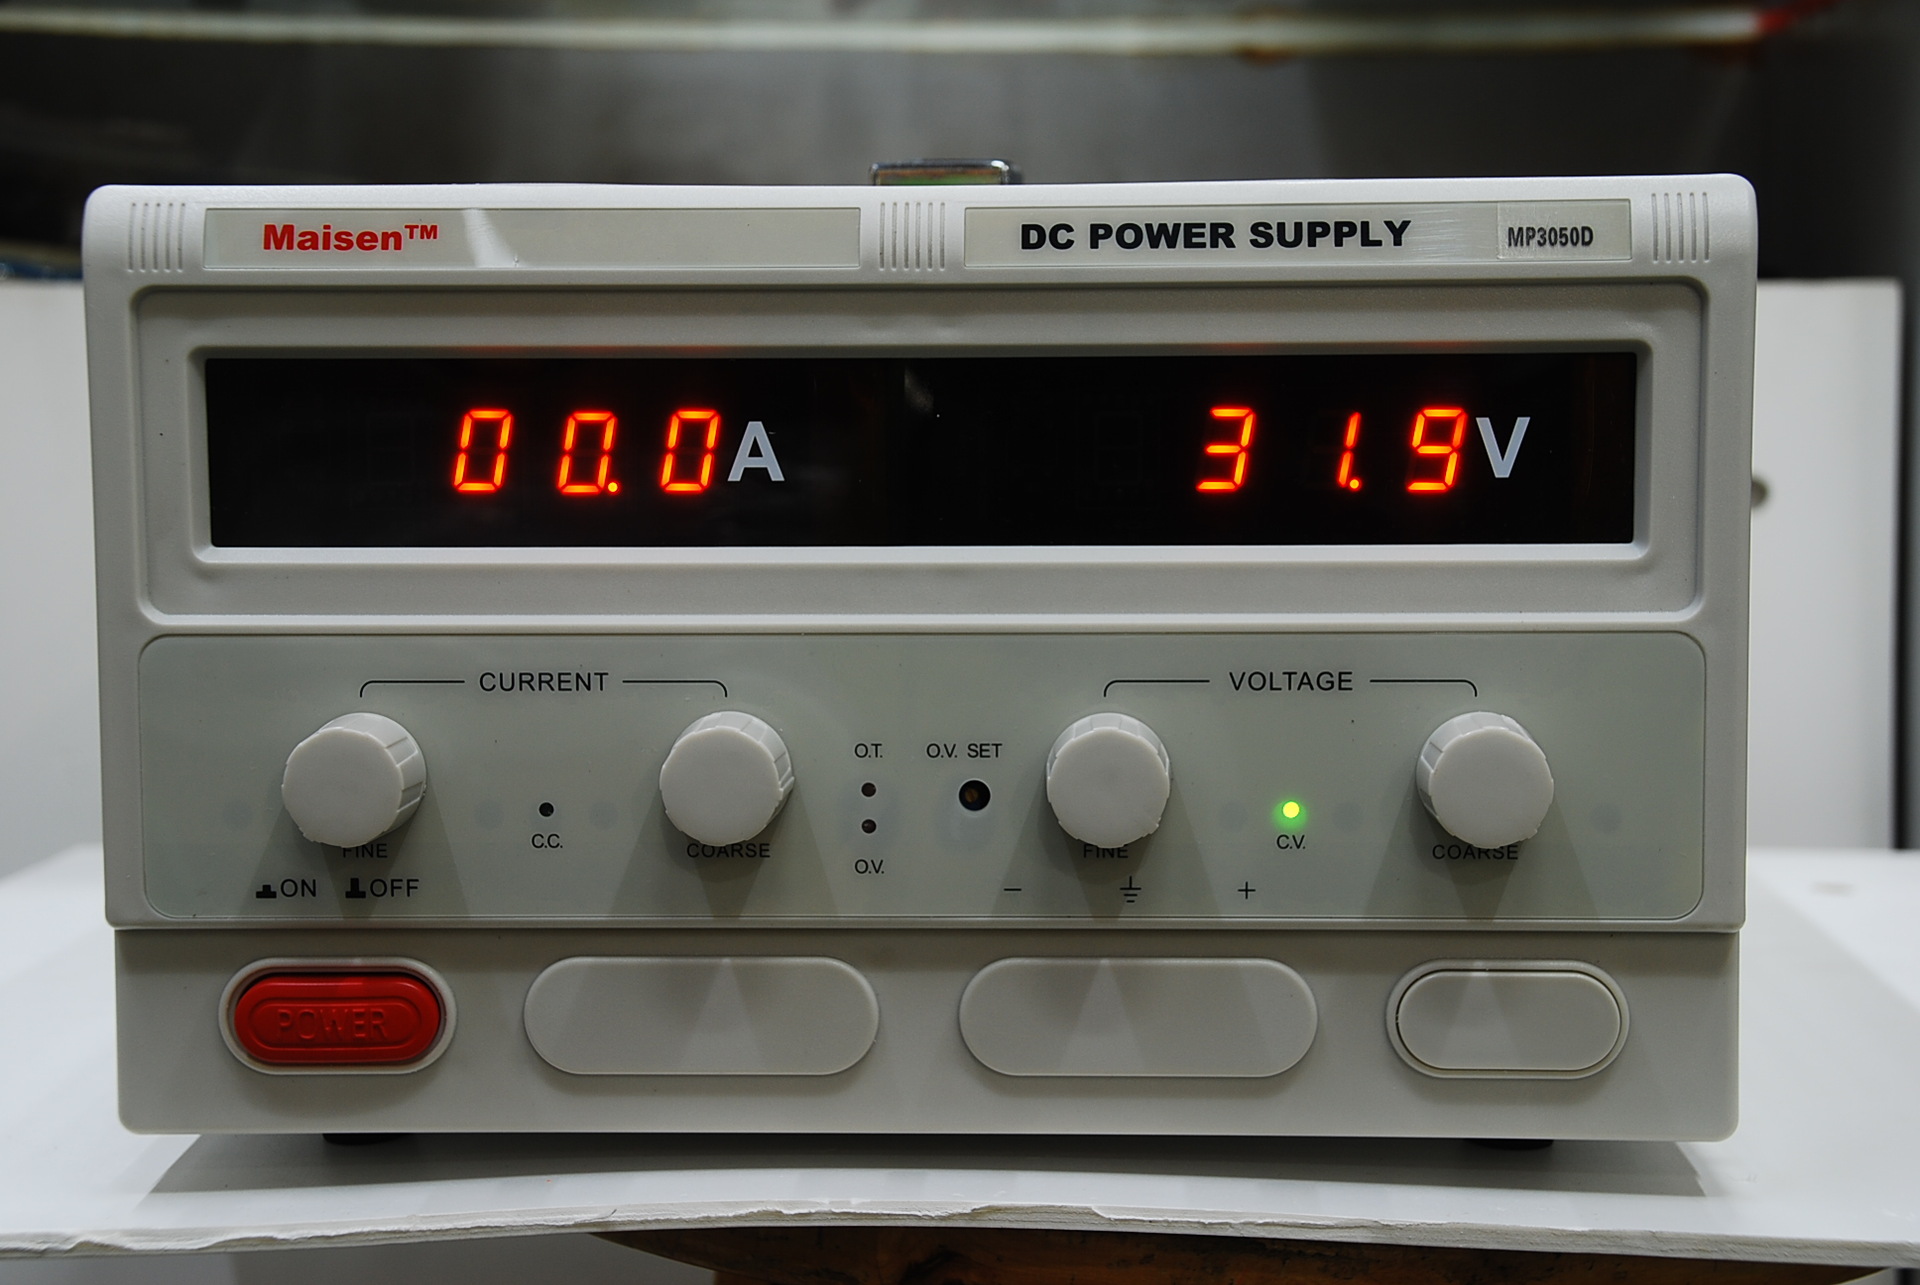 Maisen™
DC POWER SUPPLY MP3050D
00.0A 31.9V
CURRENT VOLTAGE
O.T. O.V. SET
C.C. C.V.
FINE COARSE FINE COARSE
O.V.
ON OFF − +
POWER